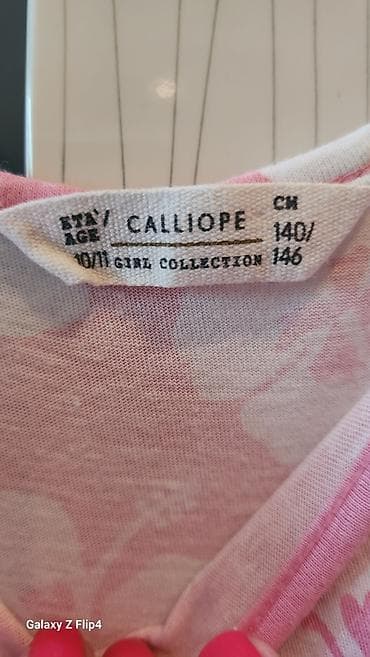 ETA'/
AGE
10/11
CALLIOPE
GIRL COLLECTION
CM
140/
146
Galaxy Z Flip4